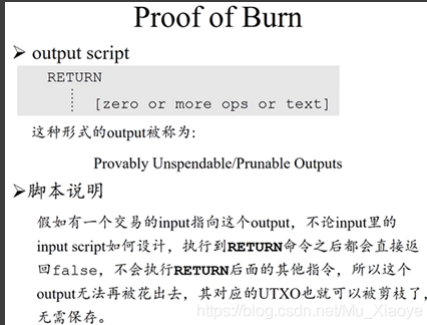 Proof of Burn
➤ output script
RETURN
[zero or more ops or text]
这种形式的output被称为:
Provably Unspendable/Prunable Outputs
➤脚本说明
假如有一个交易的input指向这个output，不论input里的
input script如何设计，执行到RETURN命令之后都会直接返
回false，不会执行RETURN后面的其他指令，所以这个
output无法再被花出去，其对应的UTXO也就可以被剪枝了，
无需保存。
https://blog.csdn.net/Mu_Xiaoye